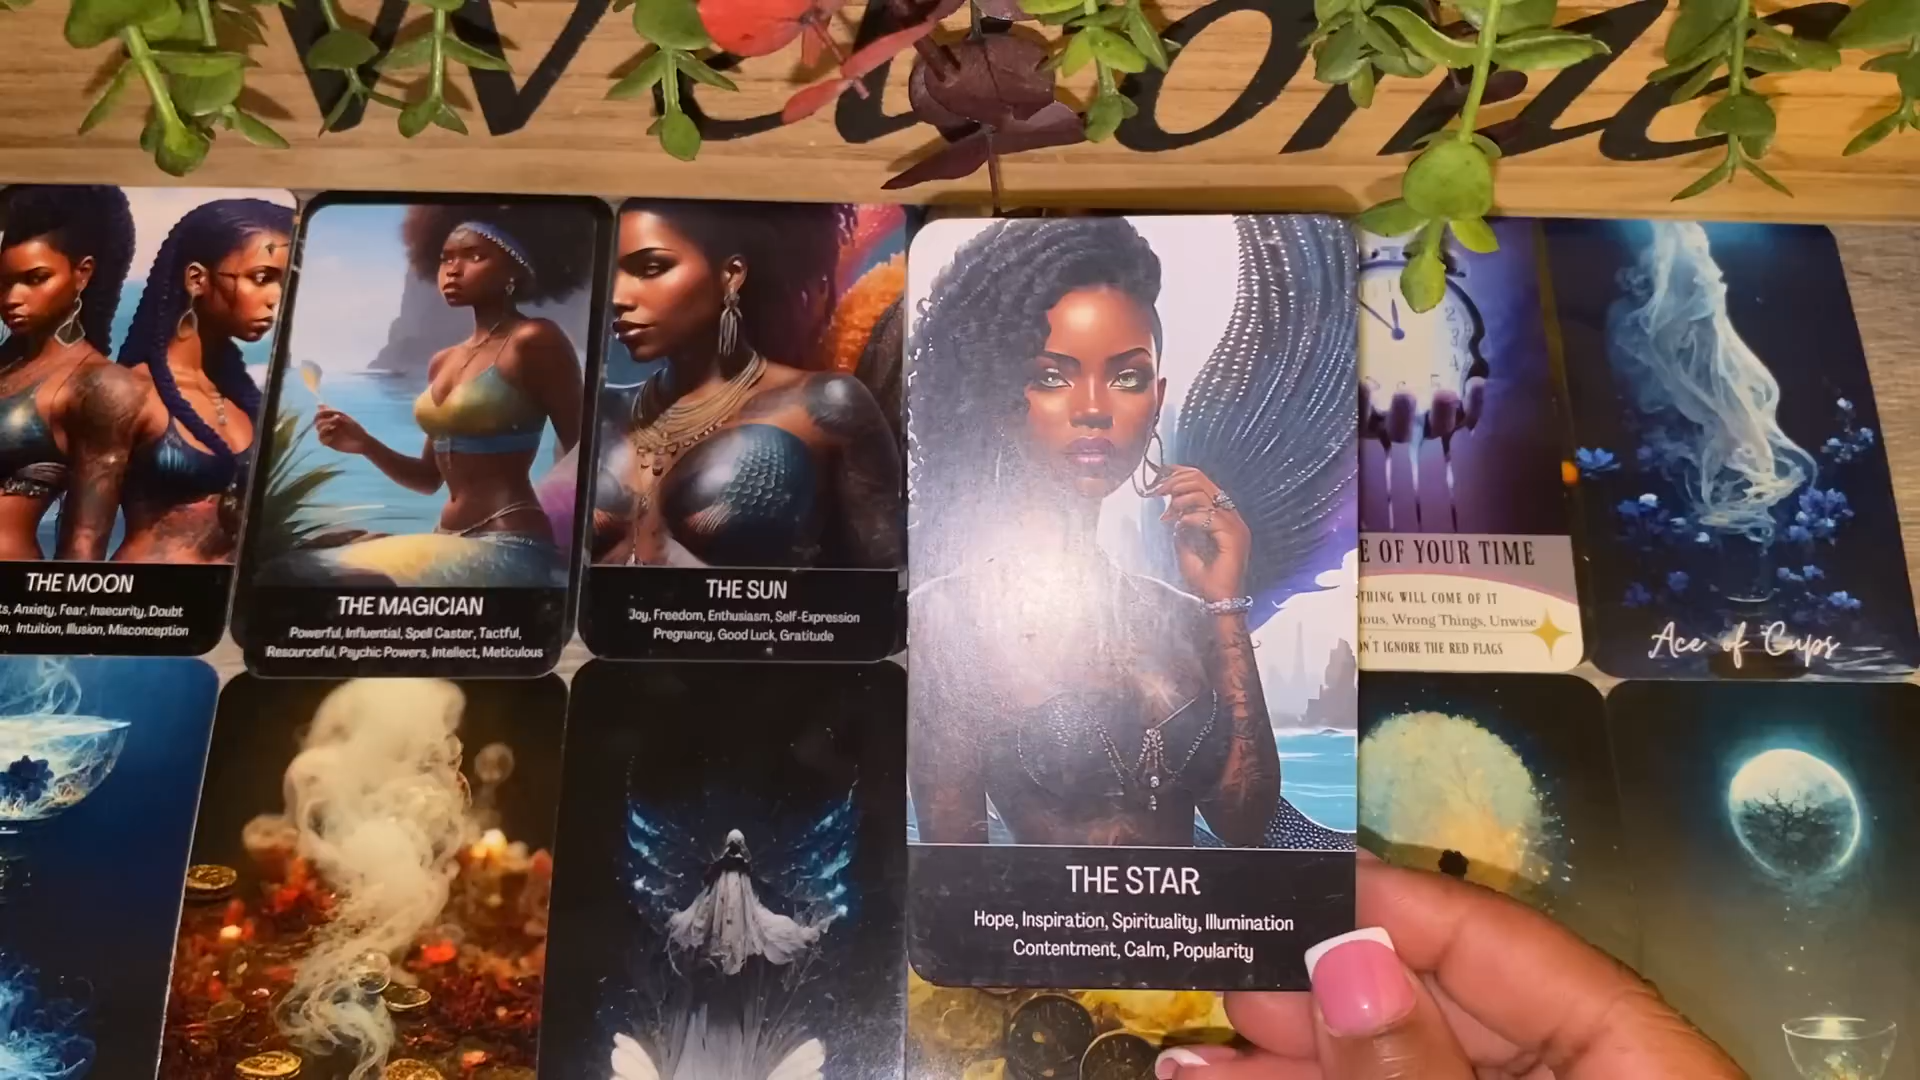 Welcome
THE MOON
Anxiety, Fear, Insecurity, Doubt
Intuition, Illusion, Misconception
THE MAGICIAN
Powerful, Influential, Spell Caster, Tactful,
Resourceful, Psychic Powers, Intellect, Meticulous
THE SUN
Joy, Freedom, Enthusiasm, Self-Expression
Pregnancy, Good Luck, Gratitude
THE STAR
Hope, Inspiration, Spirituality, Illumination
Contentment, Calm, Popularity
OF YOUR TIME
WILL COME OF IT
Wrong Things, Unwise
IGNORE THE RED FLAGS
Ace of Cups